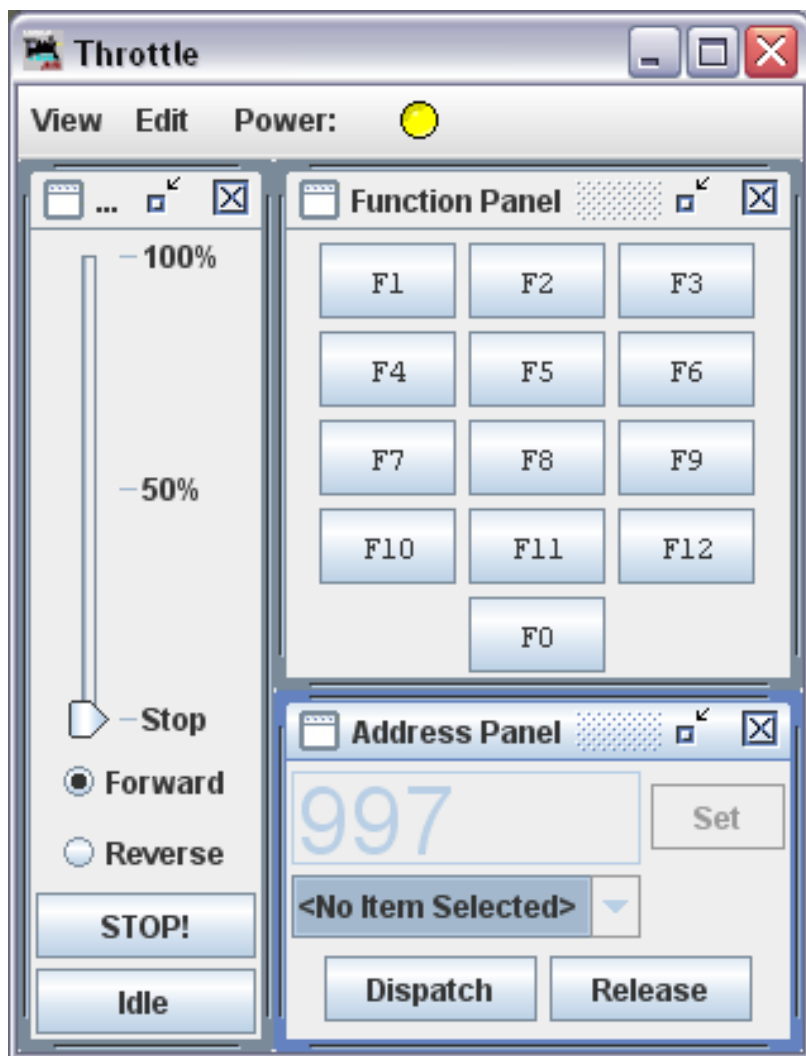 Throttle
View Edit Power:
...
100%
50%
Stop
Forward
Reverse
STOP!
Idle
Function Panel
F1 F2 F3
F4 F5 F6
F7 F8 F9
F10 F11 F12
F0
Address Panel
997 Set
<No Item Selected>
Dispatch Release